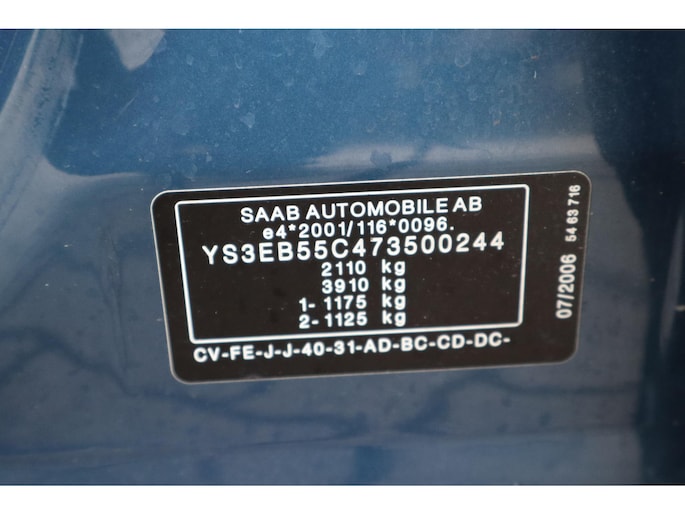 SAAB AUTOMOBILE AB
e4*2001/116*0096.
YS3EB55C473500244
2110 kg
3910 kg
1- 1175 kg
2- 1125 kg
CV-FE-J-J-40-31-AD-BC-CD-DC-
07/2006 54 63 716